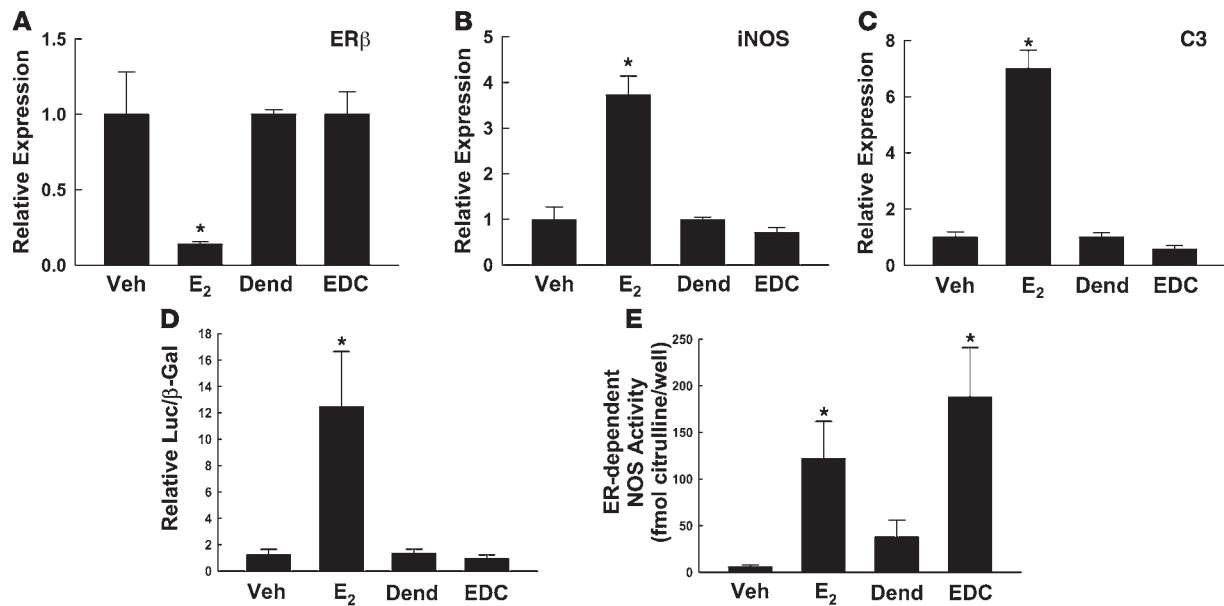 A
ERβ
Relative Expression
1.5
1.0
0.5
0.0
*
Veh E2 Dend EDC
B
iNOS
Relative Expression
5
4
3
2
1
0
*
Veh E2 Dend EDC
C
C3
Relative Expression
8
6
4
2
0
*
Veh E2 Dend EDC
D
Relative Luc/β-Gal
18
16
14
12
10
8
6
4
2
0
*
Veh E2 Dend EDC
E
ER-dependent
NOS Activity
(fmol citrulline/well)
250
200
150
100
50
0
*
*
Veh E2 Dend EDC